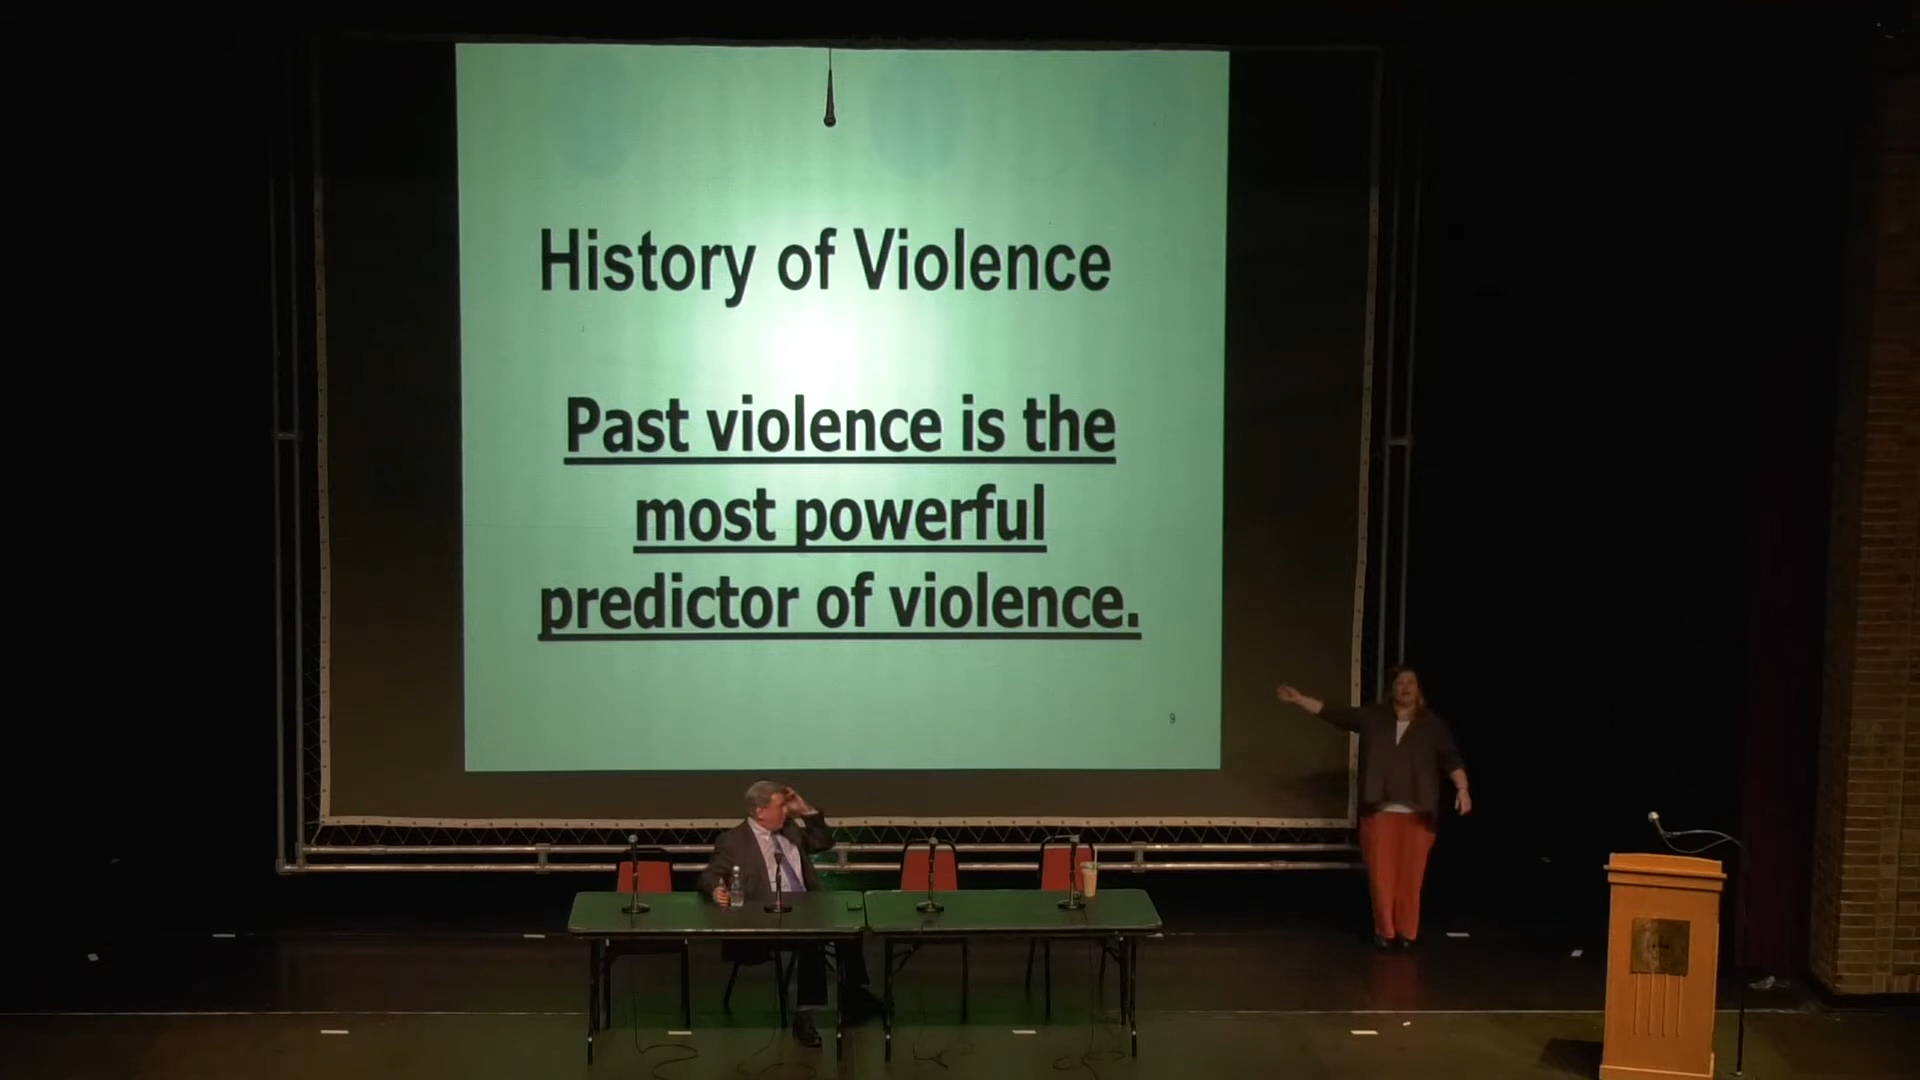 History of Violence
Past violence is the
most powerful
predictor of violence.
9